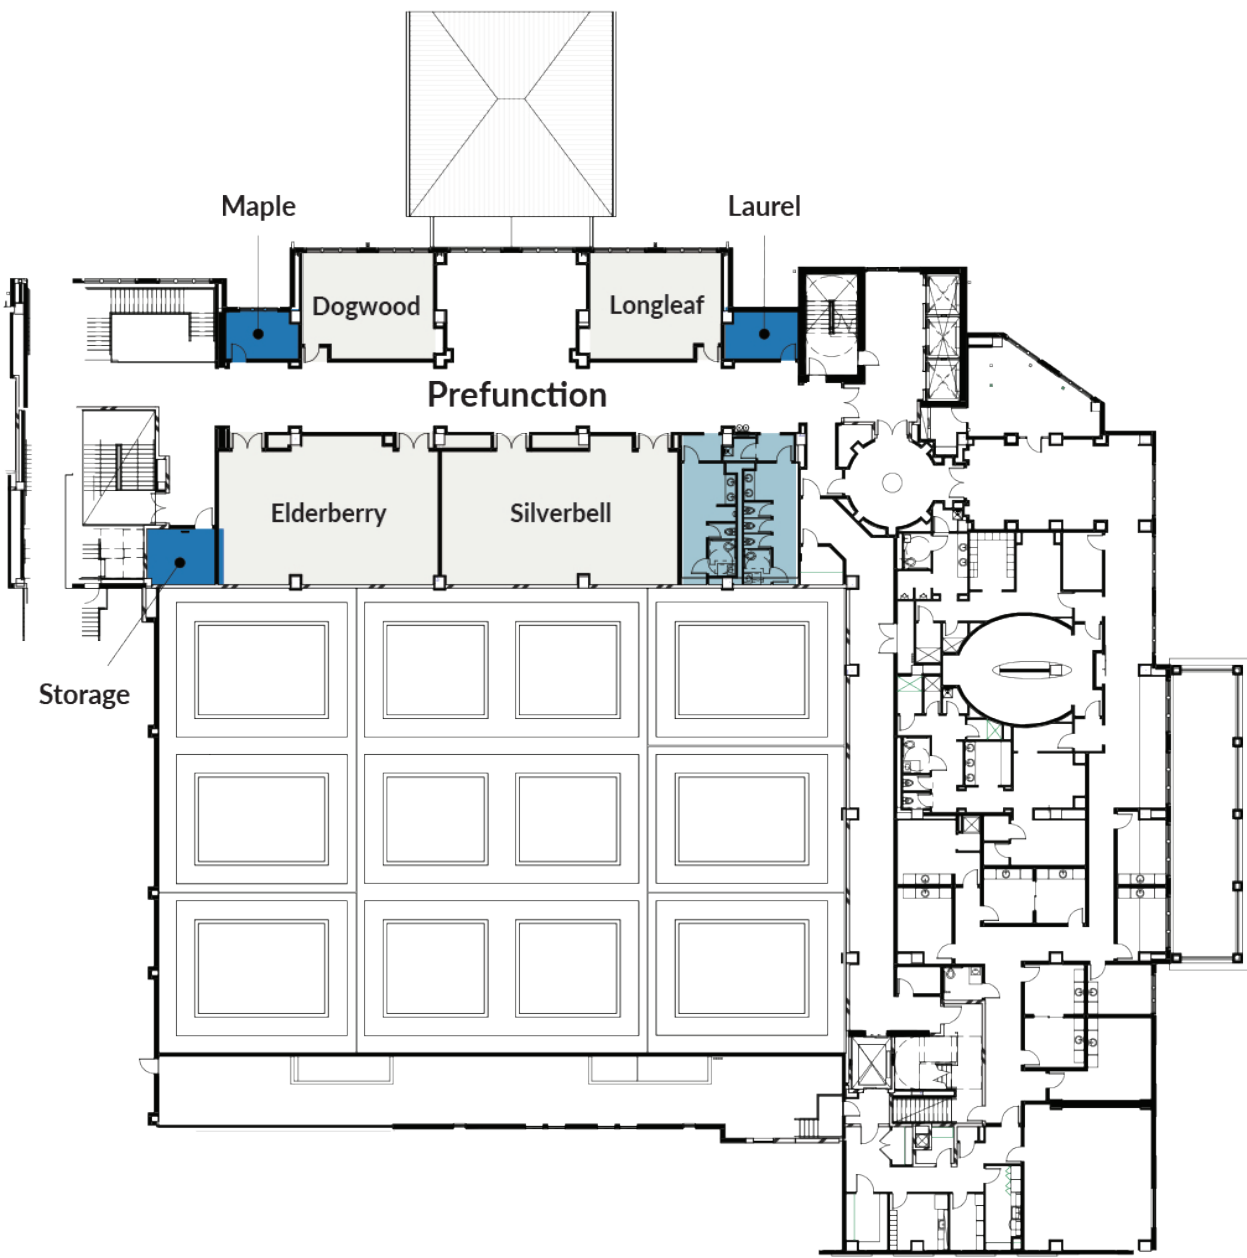 Maple
Laurel
Dogwood
Longleaf
Prefunction
Elderberry
Silverbell
Storage